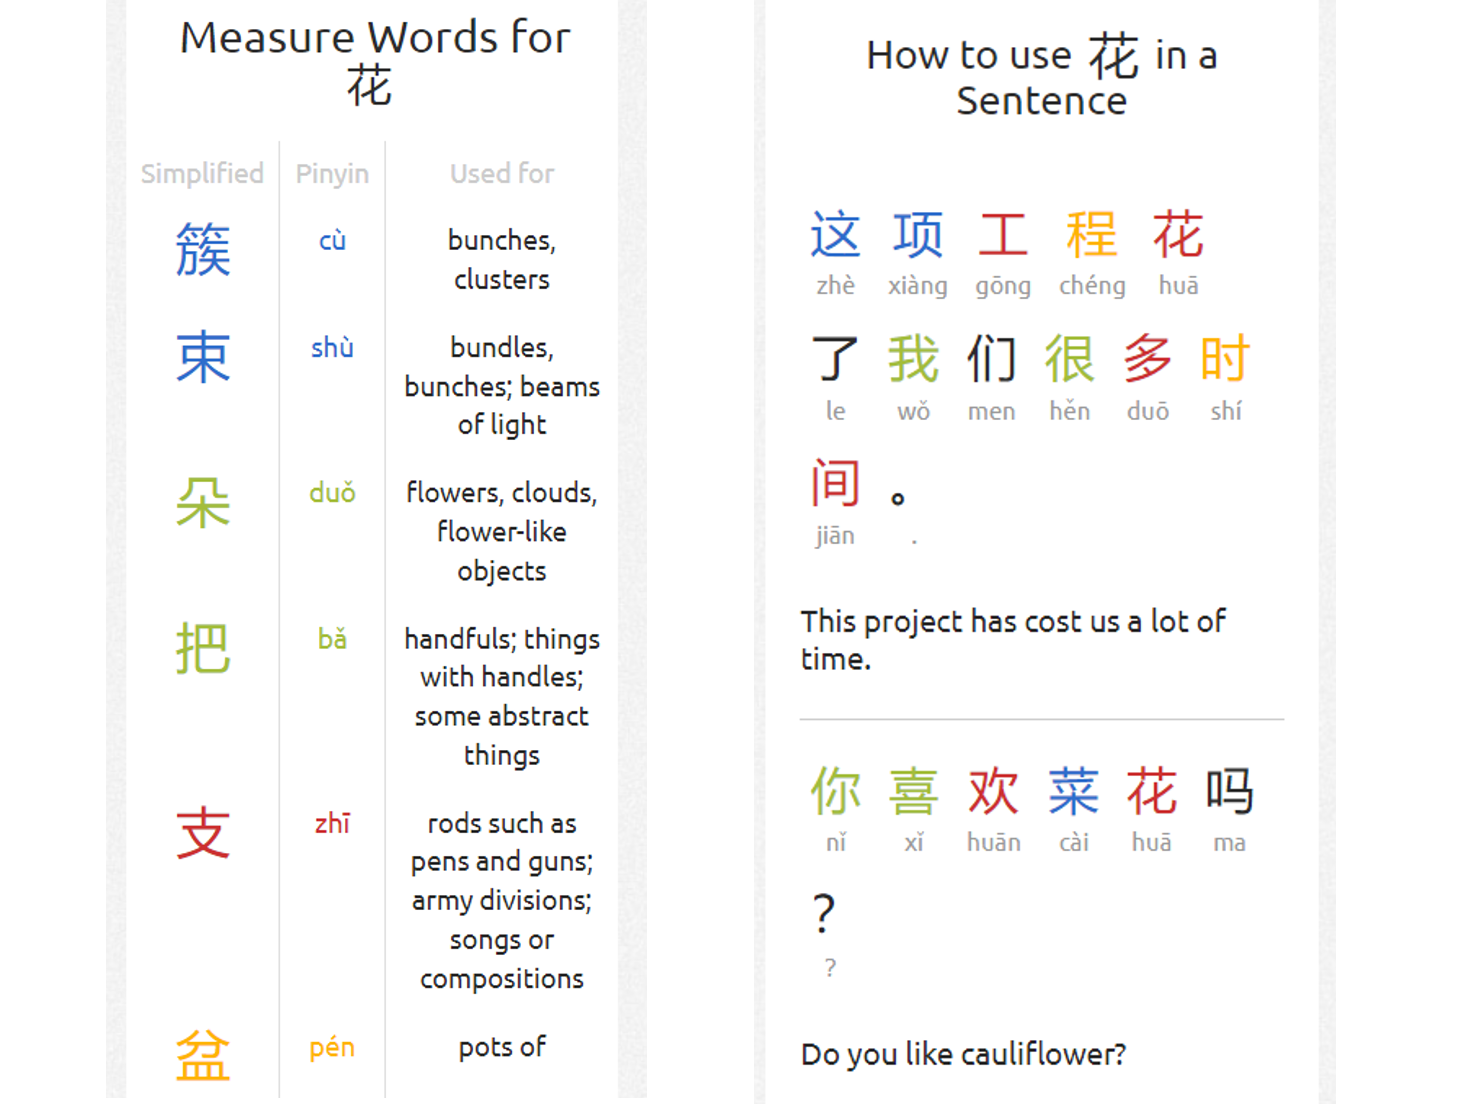 Measure Words for
花
Simplified Pinyin Used for
簇 cù bunches,
clusters
束 shù bundles,
bunches; beams
of light
朵 duǒ flowers, clouds,
flower-like
objects
把 bǎ handfuls; things
with handles;
some abstract
things
支 zhī rods such as
pens and guns;
army divisions;
songs or
compositions
盆 pén pots of
How to use 花 in a
Sentence
这 项 工 程 花
zhè xiàng gōng chéng huā
了 我 们 很 多 时
le wǒ men hěn duō shí
间 。
jiān .
This project has cost us a lot of
time.
你 喜 欢 菜 花 吗
nǐ xǐ huān cài huā ma
?
?
Do you like cauliflower?